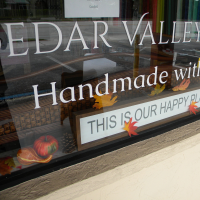 EDAR VALLEY
Handmade with
THIS IS OUR HAPPY PL